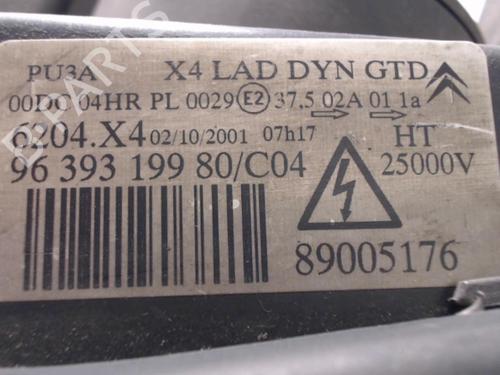 PU3A X4 LAD DYN GTD
00DC 04HR PL 0029 E2 37.5 02A 01 1a
6204.X4 02/10/2001 07h17 HT
96 393 199 80/C04 25000V
89005176